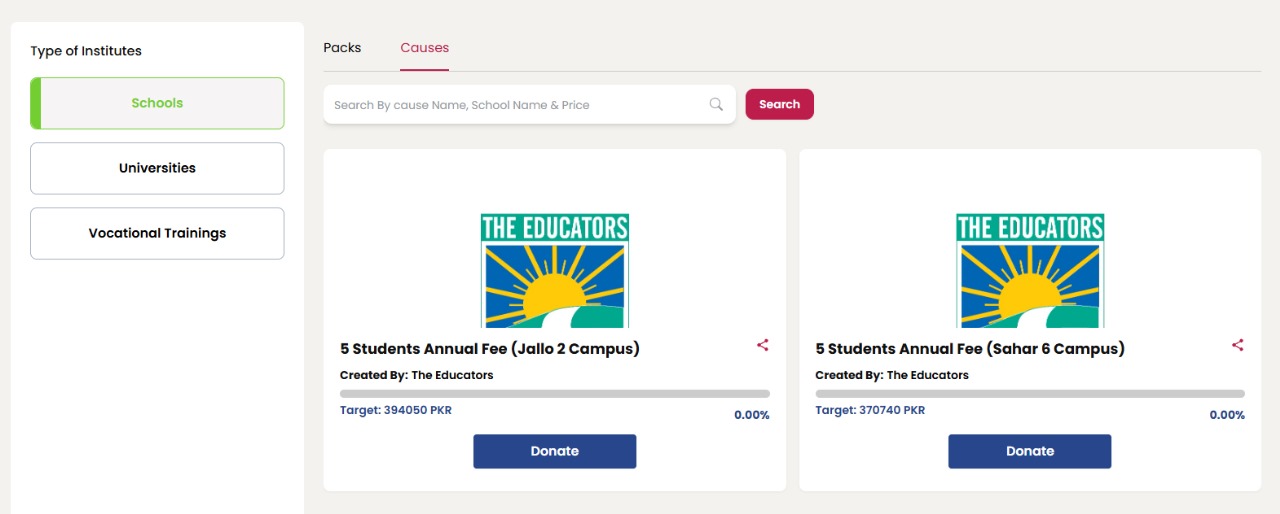 Type of Institutes
Schools
Universities
Vocational Trainings
Packs
Causes
Search By cause Name, School Name & Price
Search
THE EDUCATORS
5 Students Annual Fee (Jallo 2 Campus)
Created By: The Educators
Target: 394050 PKR
0.00%
Donate
THE EDUCATORS
5 Students Annual Fee (Sahar 6 Campus)
Created By: The Educators
Target: 370740 PKR
0.00%
Donate